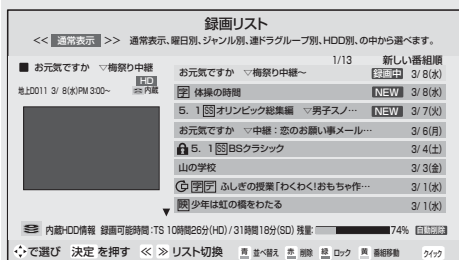 録画リスト
<< 通常表示 >> 通常表示、曜日別、ジャンル別、連ドラグループ別、HDD別、の中から選べます。
1/13 新しい番組順
■ お元気ですか ▽梅祭り中継
HD
地上D011 3/ 8(水)PM 3:00~ 内蔵
お元気ですか ▽梅祭り中継~ 録画中 3/ 8(水)
字 体操の時間 NEW 3/ 8(水)
5. 1 SS オリンピック総集編 ▽男子スノ… NEW 3/ 7(火)
お元気ですか ▽中継:恋のお願い事メール… 3/ 6(月)
5. 1 SS BSクラシック 3/ 4(土)
山の学校 3/ 3(金)
字 デ ふしぎの授業「わくわく!おもちゃ作… 3/ 1(水)
映 少年は虹の橋をわたる 3/ 1(水)
内蔵HDD情報 録画可能時間:TS 10時間26分(HD)/31時間18分(SD) 残量: 74% 自動削除
で選び 決定 を押す ≪ ≫ リスト切換 青 並べ替え 赤 削除 緑 ロック 黄 番組移動 クイック